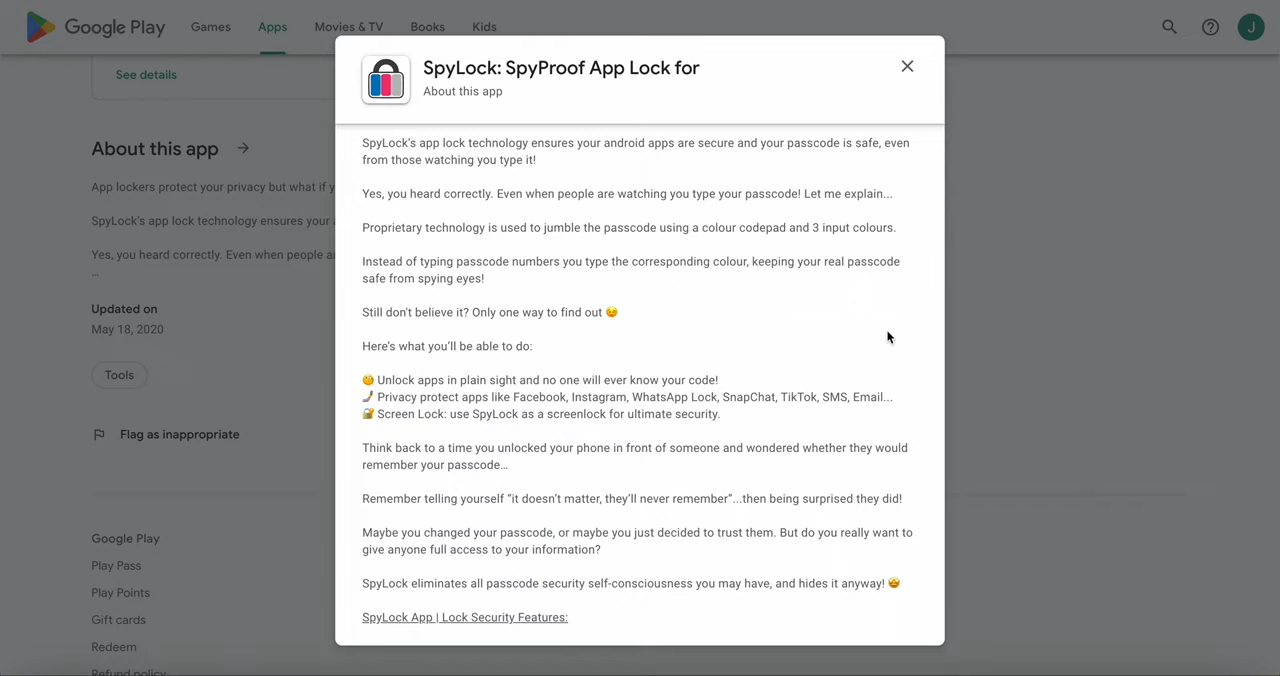 Google Play Games Apps Movies & TV Books Kids J
See details
About this app
App lockers protect your privacy but what if y
SpyLock's app lock technology ensures your
Yes, you heard correctly. Even when people ar
…
Updated on
May 18, 2020
Tools
Flag as inappropriate
Google Play
Play Pass
Play Points
Gift cards
Redeem
Refund policy
SpyLock: SpyProof App Lock for
About this app
SpyLock’s app lock technology ensures your android apps are secure and your passcode is safe, even
from those watching you type it!
Yes, you heard correctly. Even when people are watching you type your passcode! Let me explain...
Proprietary technology is used to jumble the passcode using a colour codepad and 3 input colours.
Instead of typing passcode numbers you type the corresponding colour, keeping your real passcode
safe from spying eyes!
Still don't believe it? Only one way to find out 😉
Here’s what you’ll be able to do:
🧐 Unlock apps in plain sight and no one will ever know your code!
🤳 Privacy protect apps like Facebook, Instagram, WhatsApp Lock, SnapChat, TikTok, SMS, Email...
🔐 Screen Lock: use SpyLock as a screenlock for ultimate security.
Think back to a time you unlocked your phone in front of someone and wondered whether they would
remember your passcode…
Remember telling yourself “it doesn’t matter, they’ll never remember”...then being surprised they did!
Maybe you changed your passcode, or maybe you just decided to trust them. But do you really want to
give anyone full access to your information?
SpyLock eliminates all passcode security self-consciousness you may have, and hides it anyway! 🤩
SpyLock App | Lock Security Features: